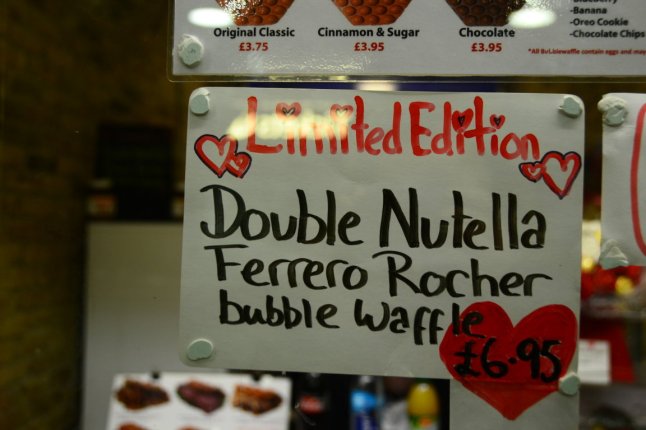 Original Classic
£3.75
Cinnamon & Sugar
£3.95
Chocolate
£3.95
-Banana
-Oreo Cookie
-Chocolate Chips
Limited Edition
Double Nutella
Ferrero Rocher
bubble waffle
£6.95